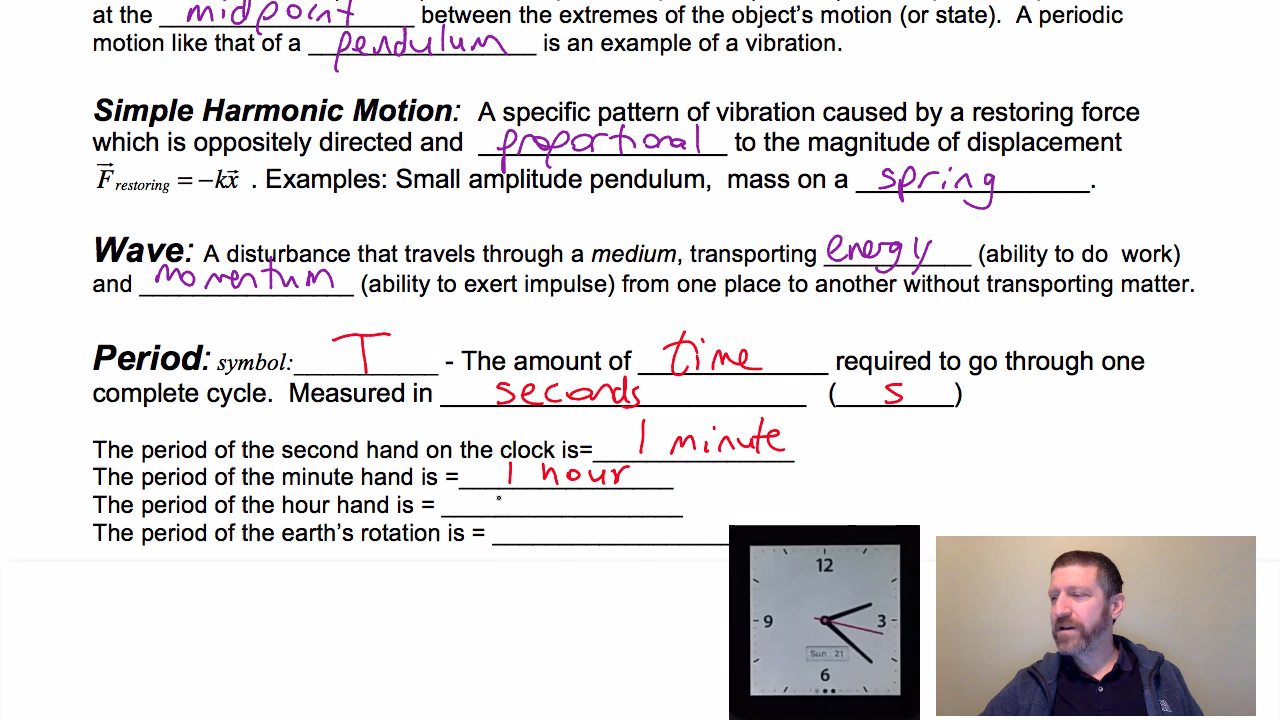 at the midpoint between the extremes of the object's motion (or state). A periodic
motion like that of a pendulum is an example of a vibration.
Simple Harmonic Motion: A specific pattern of vibration caused by a restoring force
which is oppositely directed and proportional to the magnitude of displacement
F⃗ restoring = −kx⃗ . Examples: Small amplitude pendulum, mass on a spring.
Wave: A disturbance that travels through a medium, transporting energy (ability to do work)
and momentum (ability to exert impulse) from one place to another without transporting matter.
Period: symbol: T - The amount of time required to go through one
complete cycle. Measured in seconds (s)
The period of the second hand on the clock is= 1 minute
The period of the minute hand is = 1 hour
The period of the hour hand is =
The period of the earth's rotation is =
12
9
3
Sun 21
6